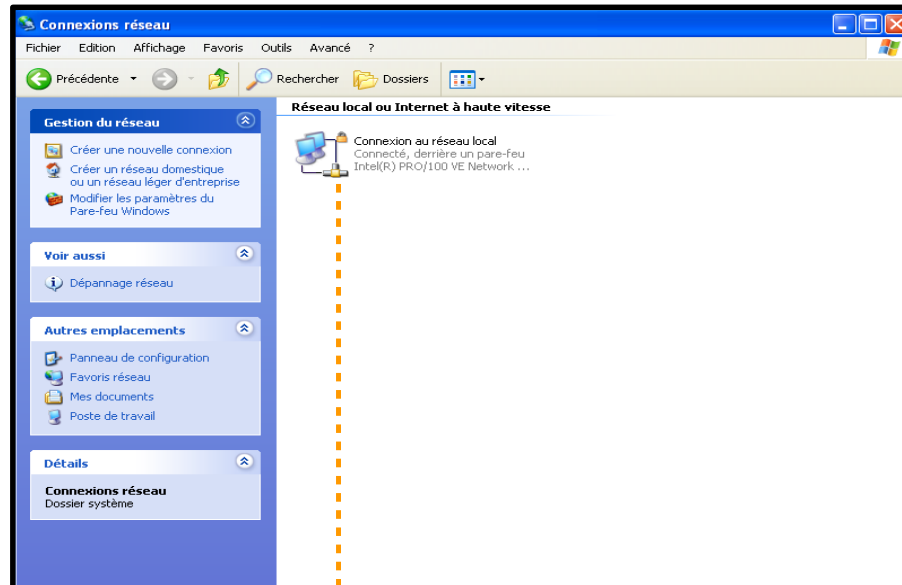 Connexions réseau
Fichier Edition Affichage Favoris Outils Avancé ?
Précédente Rechercher Dossiers
Gestion du réseau
Créer une nouvelle connexion
Créer un réseau domestique
ou un réseau léger d'entreprise
Modifier les paramètres du
Pare-feu Windows
Voir aussi
Dépannage réseau
Autres emplacements
Panneau de configuration
Favoris réseau
Mes documents
Poste de travail
Détails
Connexions réseau
Dossier système
Réseau local ou Internet à haute vitesse
Connexion au réseau local
Connecté, derrière un pare-feu
Intel(R) PRO/100 VE Network ...